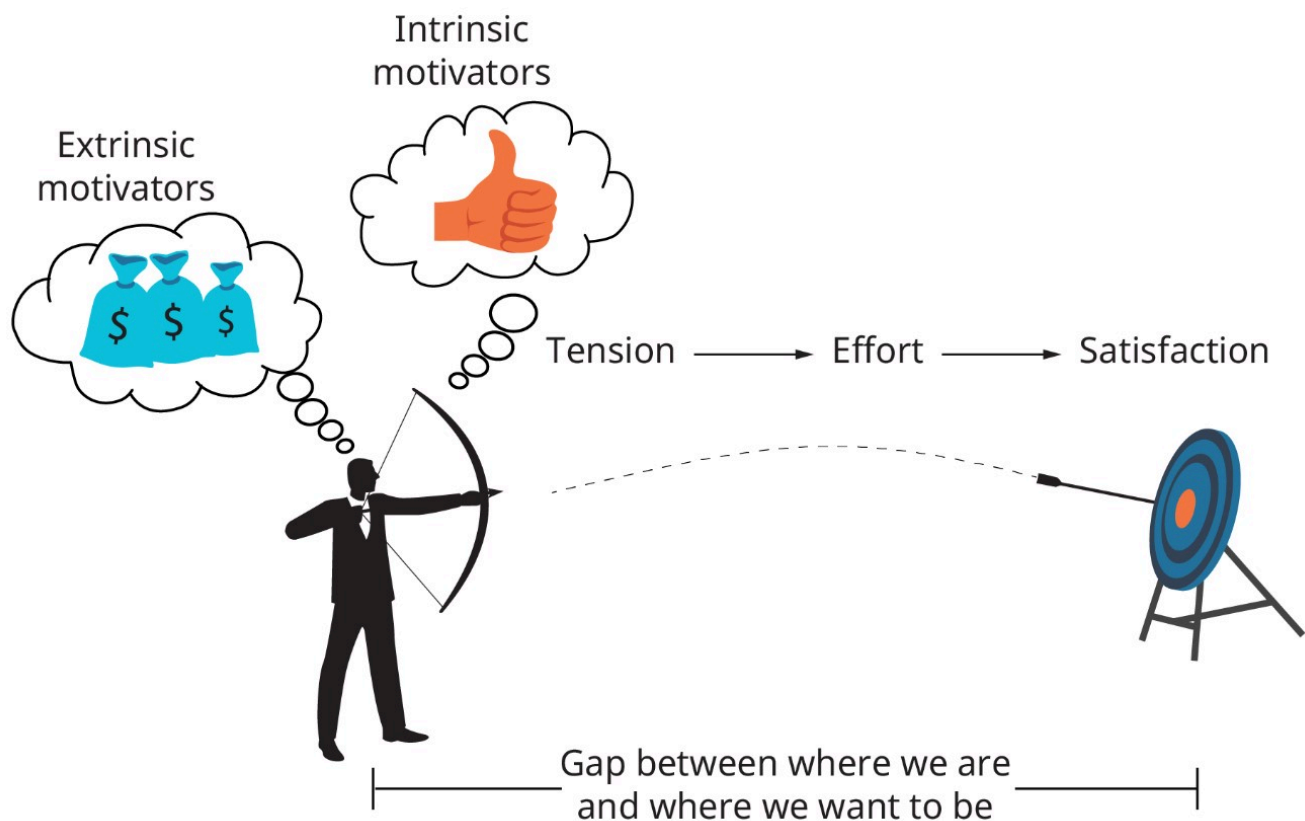 Intrinsic
motivators
Extrinsic
motivators
$ $ $
Tension Effort Satisfaction
Gap between where we are
and where we want to be